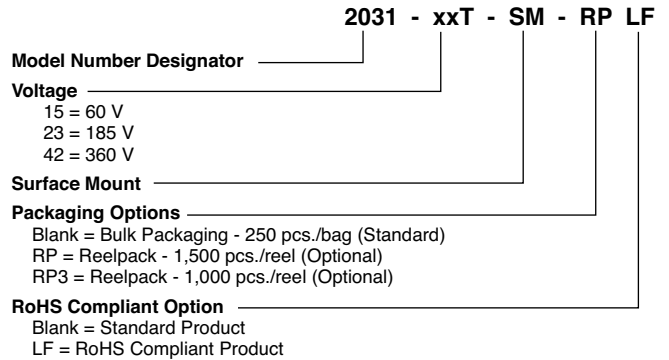 2031 - xxT - SM - RP LF
Model Number Designator
Voltage
15 = 60 V
23 = 185 V
42 = 360 V
Surface Mount
Packaging Options
Blank = Bulk Packaging - 250 pcs./bag (Standard)
RP = Reelpack - 1,500 pcs./reel (Optional)
RP3 = Reelpack - 1,000 pcs./reel (Optional)
RoHS Compliant Option
Blank = Standard Product
LF = RoHS Compliant Product